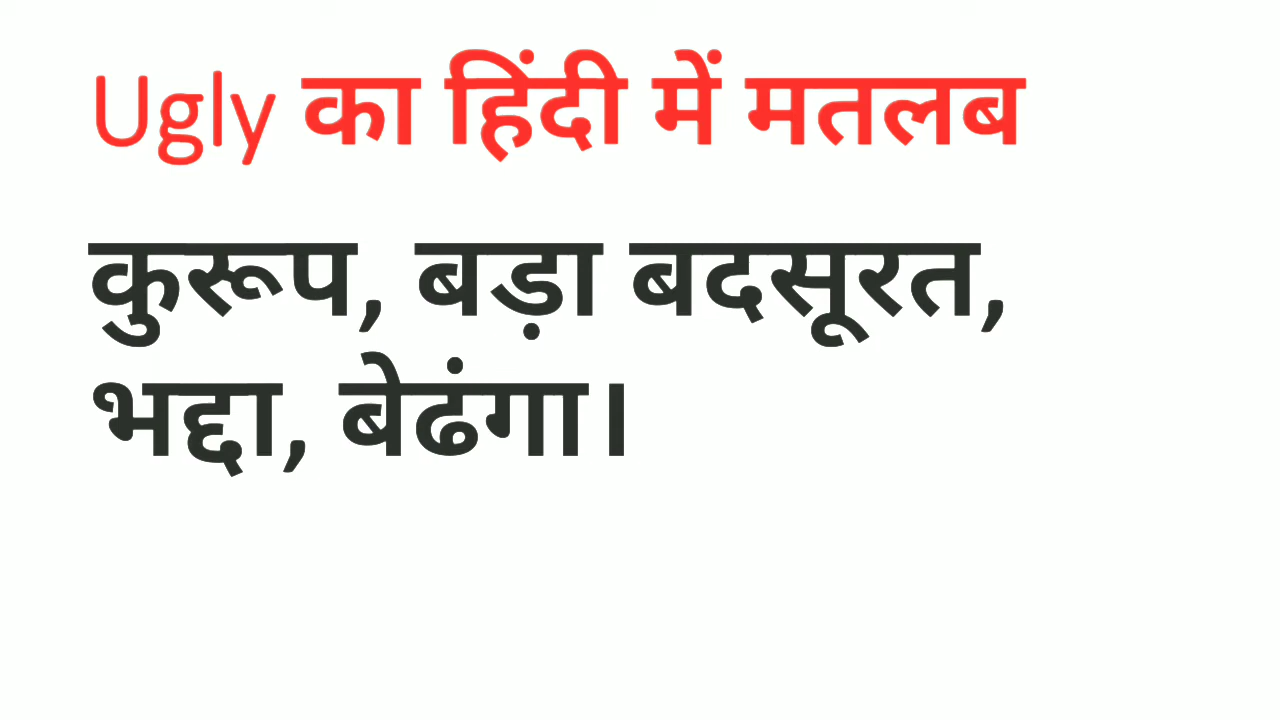 Ugly का हिंदी में मतलब
कुरूप, बड़ा बदसूरत,
भद्दा, बेढंगा।